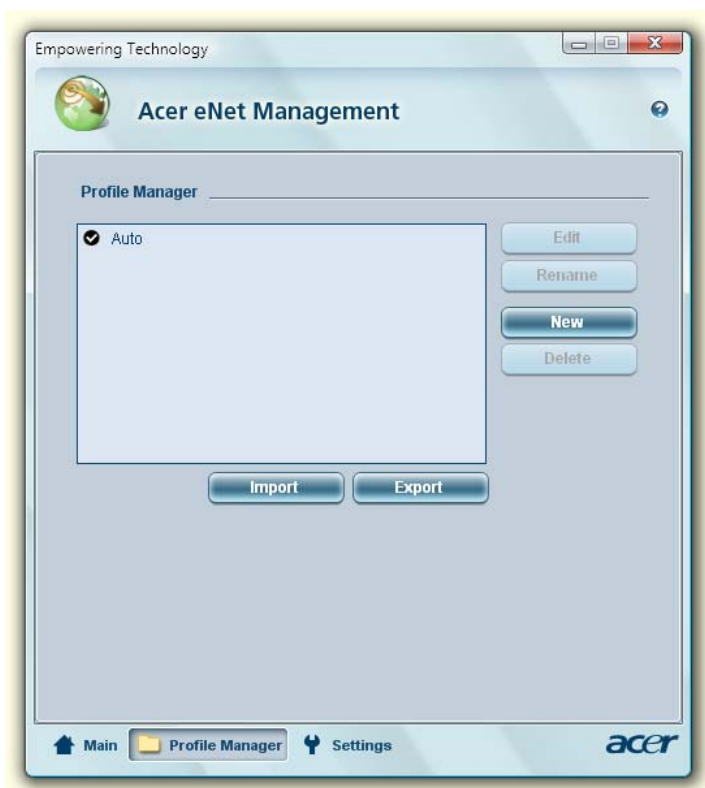 Empowering Technology
Acer eNet Management
Profile Manager
Auto
Edit
Rename
New
Delete
Import
Export
Main
Profile Manager
Settings
acer